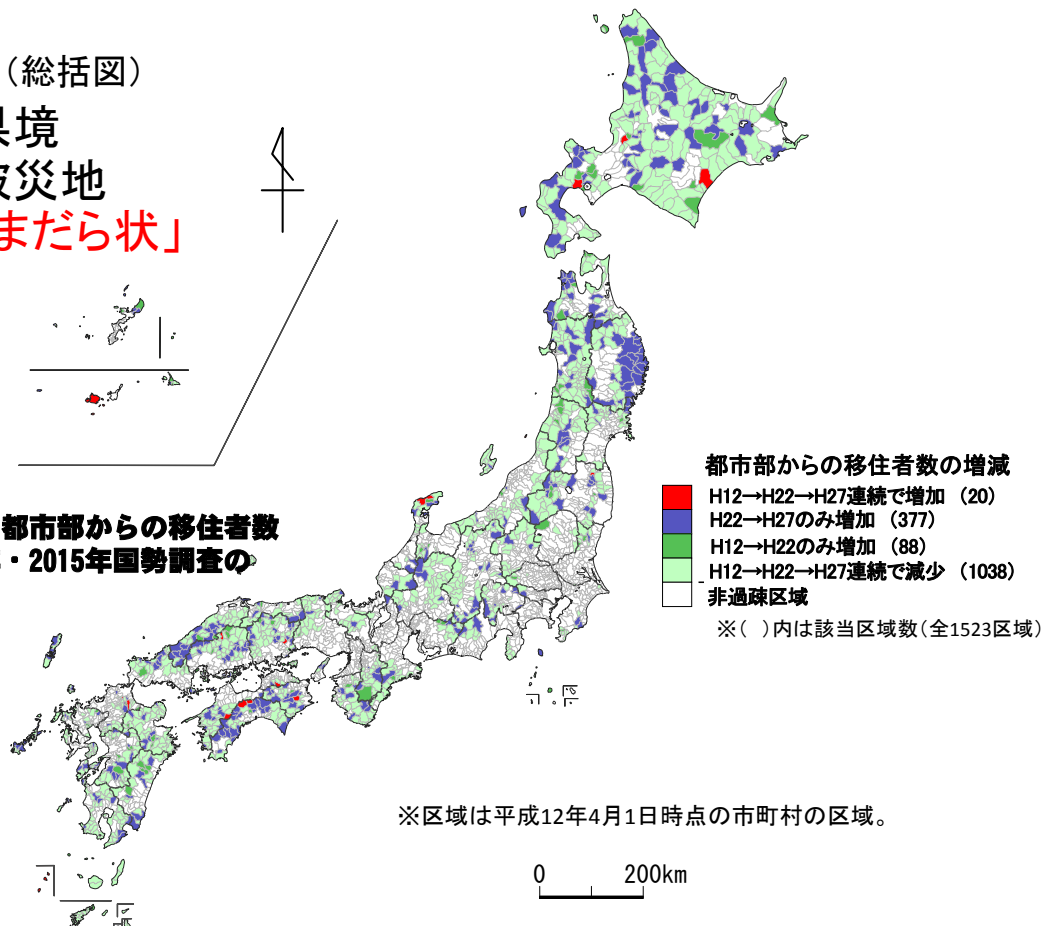 （総括図）
県境
被災地
まだら状」
都市部からの移住者数
・2015年国勢調査の
都市部からの移住者数の増減
H12→H22→H27連続で増加（20）
H22→H27のみ増加（377）
H12→H22のみ増加（88）
H12→H22→H27連続で減少（1038）
非過疎区域
※(　)内は該当区域数(全1523区域)
※区域は平成12年4月1日時点の市町村の区域。
0 200km